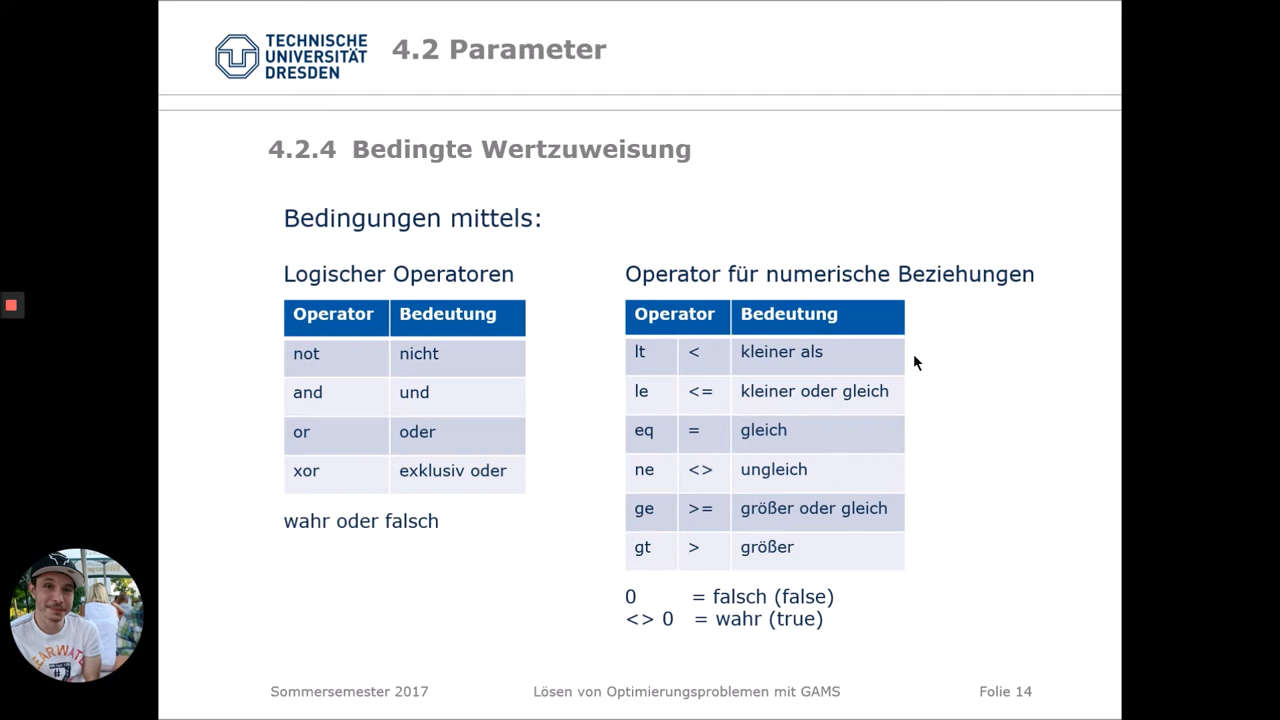 TECHNISCHE
UNIVERSITÄT
DRESDEN
4.2 Parameter
4.2.4 Bedingte Wertzuweisung
Bedingungen mittels:
Logischer Operatoren
Operator Bedeutung
not nicht
and und
or oder
xor exklusiv oder
wahr oder falsch
Operator für numerische Beziehungen
Operator Bedeutung
lt < kleiner als
le <= kleiner oder gleich
eq = gleich
ne <> ungleich
ge >= größer oder gleich
gt > größer
0 = falsch (false)
<> 0 = wahr (true)
Sommersemester 2017 Lösen von Optimierungsproblemen mit GAMS Folie 14